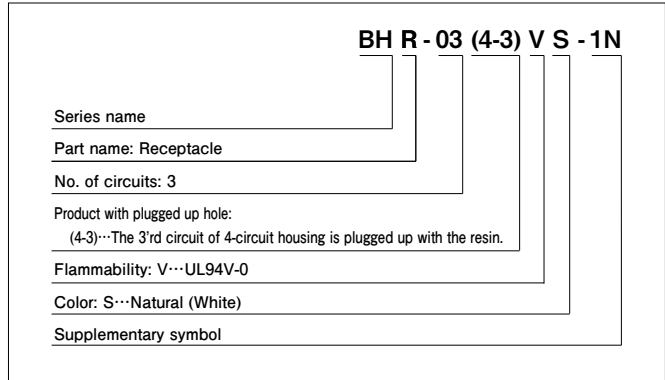 BH R - 03 (4-3) V S - 1N
Series name
Part name: Receptacle
No. of circuits: 3
Product with plugged up hole:
(4-3)⋯The 3'rd circuit of 4-circuit housing is plugged up with the resin.
Flammability: V⋯UL94V-0
Color: S⋯Natural (White)
Supplementary symbol